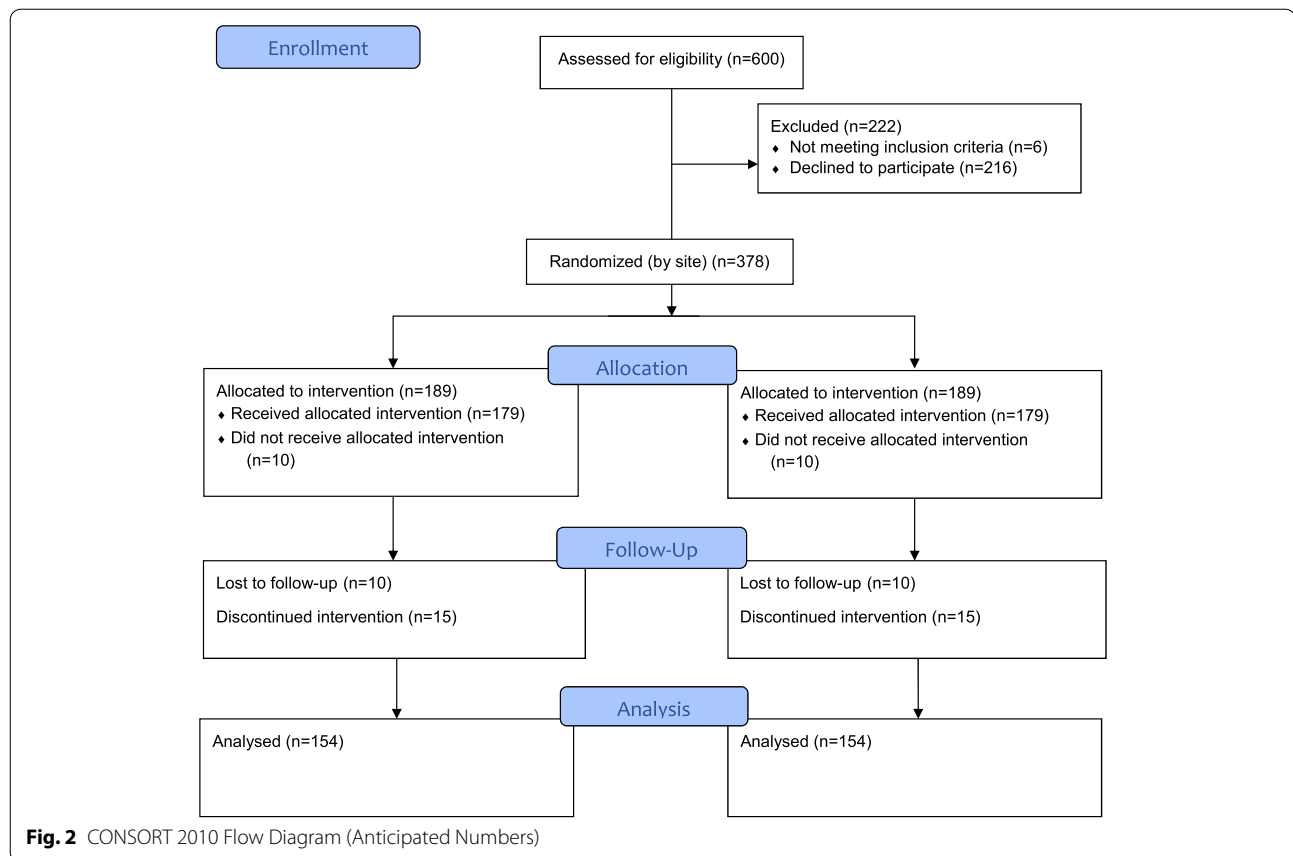 Enrollment
Assessed for eligibility (n=600)
Excluded (n=222)
♦ Not meeting inclusion criteria (n=6)
♦ Declined to participate (n=216)
Randomized (by site) (n=378)
Allocation
Allocated to intervention (n=189)
♦ Received allocated intervention (n=179)
♦ Did not receive allocated intervention
(n=10)
Allocated to intervention (n=189)
♦ Received allocated intervention (n=179)
♦ Did not receive allocated intervention
(n=10)
Follow-Up
Lost to follow-up (n=10)
Discontinued intervention (n=15)
Lost to follow-up (n=10)
Discontinued intervention (n=15)
Analysis
Analysed (n=154)
Analysed (n=154)
Fig. 2 CONSORT 2010 Flow Diagram (Anticipated Numbers)